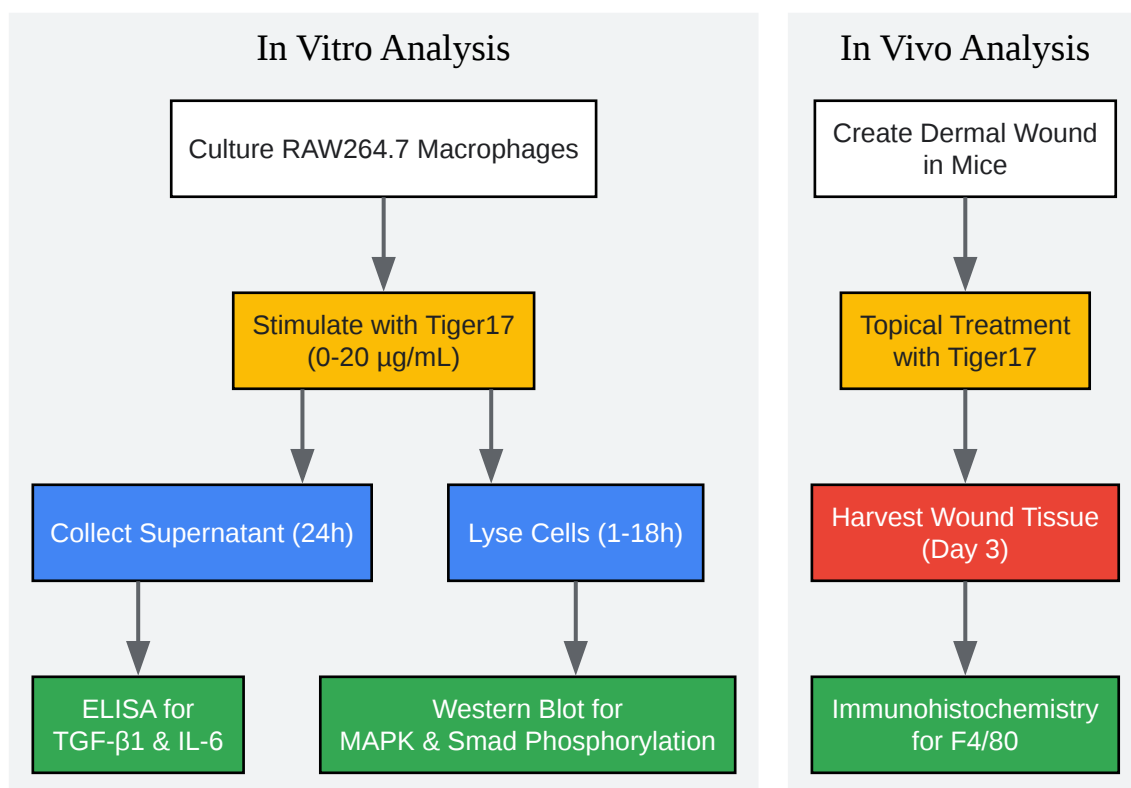 In Vitro Analysis
Culture RAW264.7 Macrophages
Stimulate with Tiger17
(0-20 µg/mL)
Collect Supernatant (24h)
Lyse Cells (1-18h)
ELISA for
TGF-β1 & IL-6
Western Blot for
MAPK & Smad Phosphorylation
In Vivo Analysis
Create Dermal Wound
in Mice
Topical Treatment
with Tiger17
Harvest Wound Tissue
(Day 3)
Immunohistochemistry
for F4/80